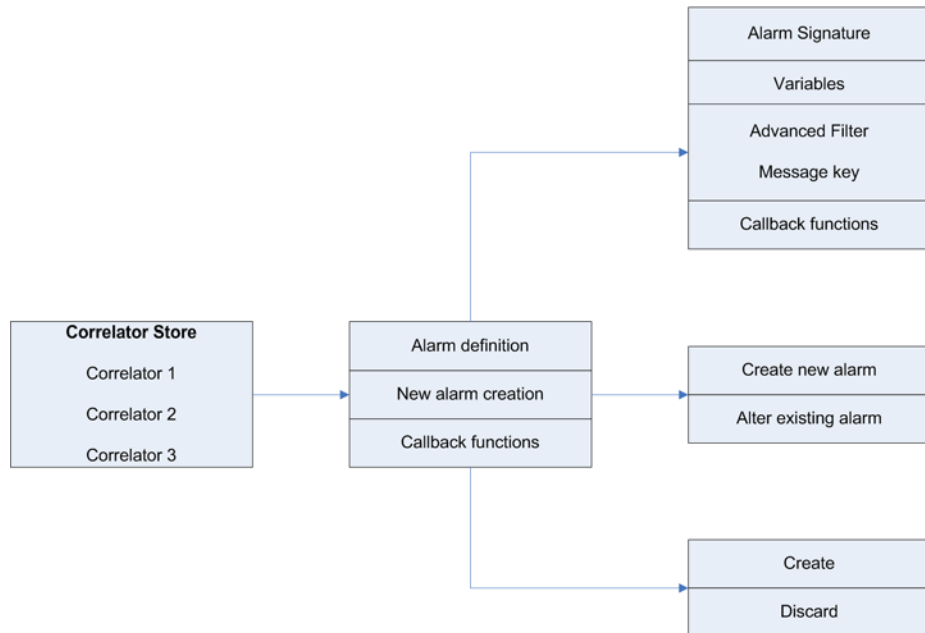 Alarm Signature
Variables
Advanced Filter
Message key
Callback functions
Correlator Store
Correlator 1
Correlator 2
Correlator 3
Alarm definition
New alarm creation
Callback functions
Create new alarm
Alter existing alarm
Create
Discard